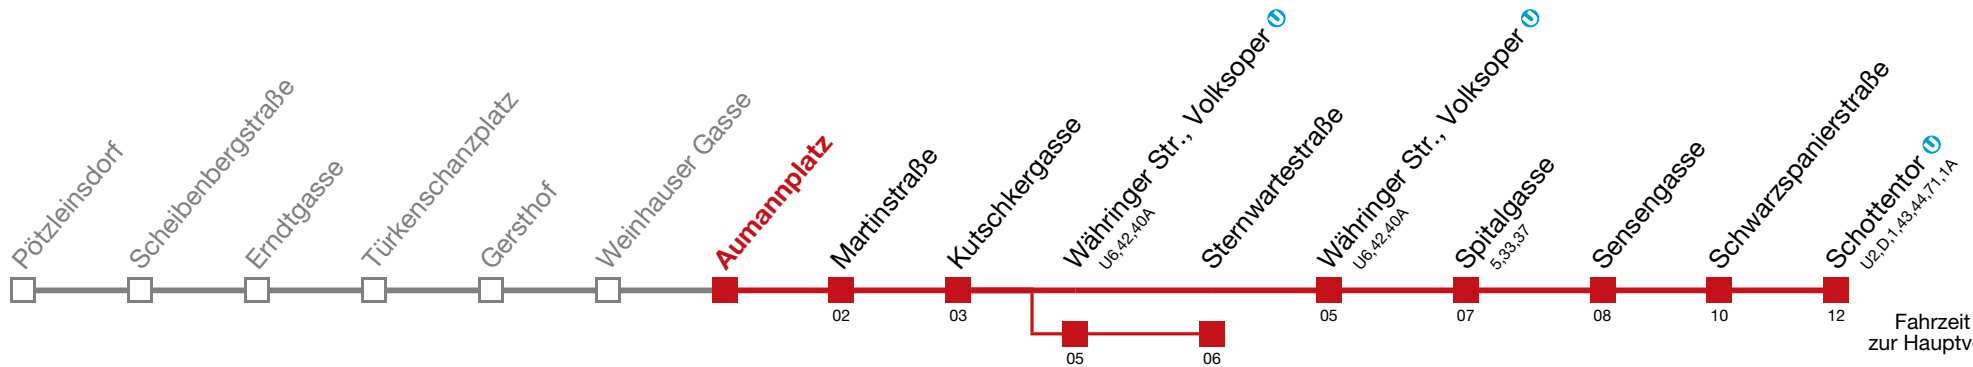 Pötzleinsdorf
Scheibenbergstraße
Erndtgasse
Türkenschanzplatz
Gersthof
Weinhauser Gasse
Aumannplatz
Martinstraße
Kutschkergasse
Währinger Str., Volksoper U
U6,42,40A
Sternwartestraße
Währinger Str., Volksoper U
U6,42,40A
Spitalgasse
5,33,37
Sensengasse
Schwarzspanierstraße
Schottentor U
U2,D,1,43,44,71,1A
02
03
05
07
08
10
12
05
06
Fahrzeit
zur Hauptv